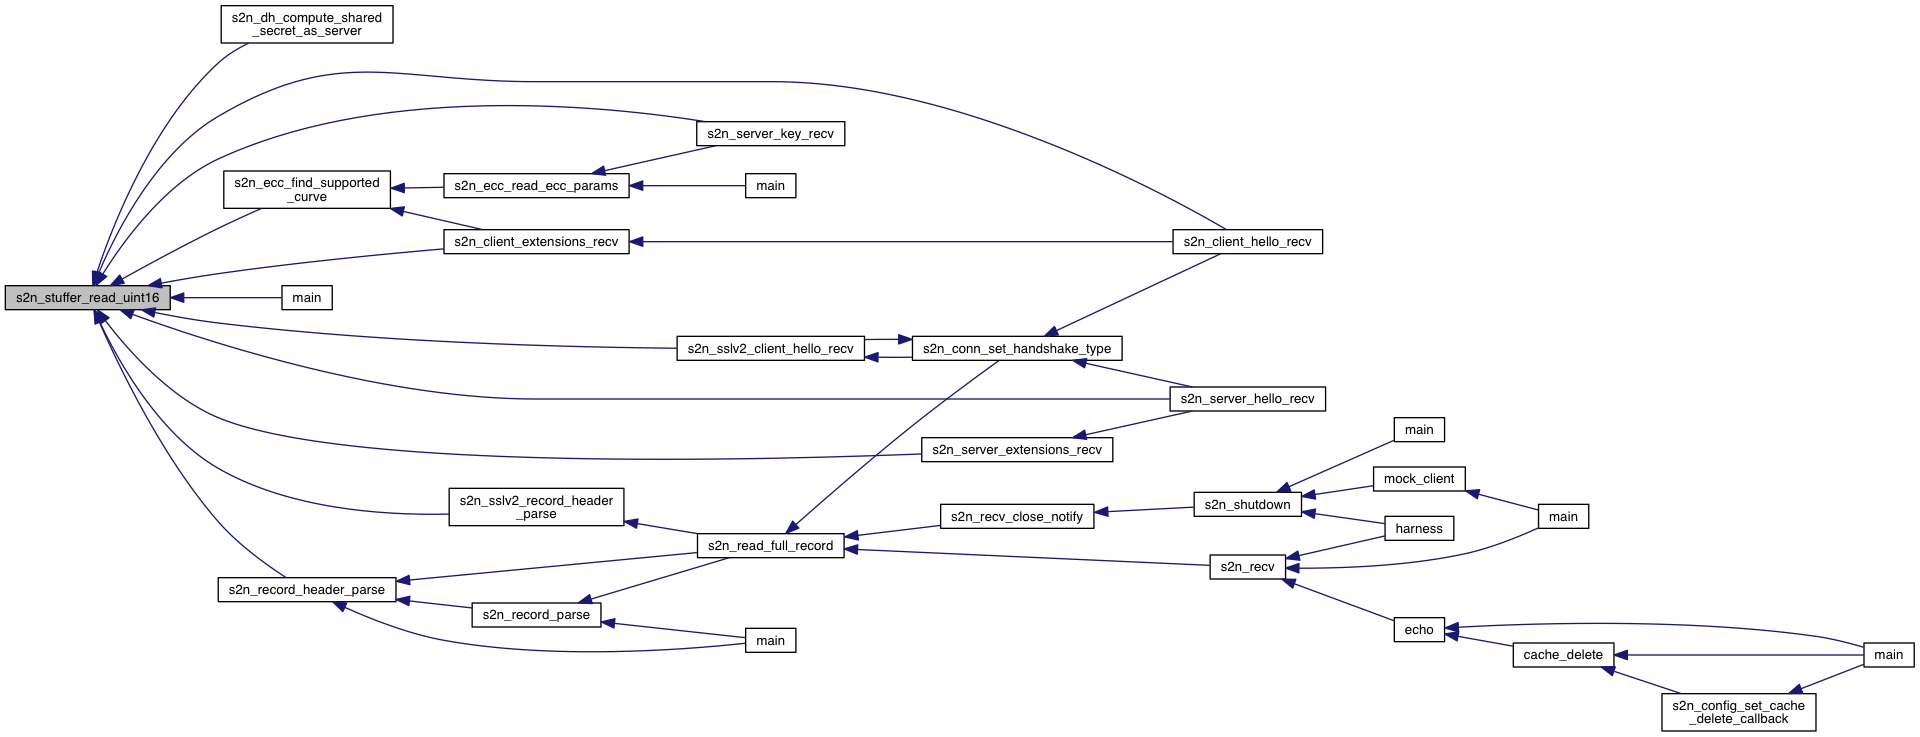 s2n_dh_compute_shared
_secret_as_server
s2n_server_key_recv
s2n_ecc_find_supported
_curve
s2n_ecc_read_ecc_params
main
s2n_client_extensions_recv
s2n_client_hello_recv
s2n_stuffer_read_uint16
main
s2n_sslv2_client_hello_recv
s2n_conn_set_handshake_type
s2n_server_hello_recv
main
s2n_server_extensions_recv
mock_client
s2n_sslv2_record_header
_parse
s2n_shutdown
s2n_recv_close_notify
main
harness
s2n_read_full_record
s2n_recv
s2n_record_header_parse
s2n_record_parse
echo
main
cache_delete
main
s2n_config_set_cache
_delete_callback